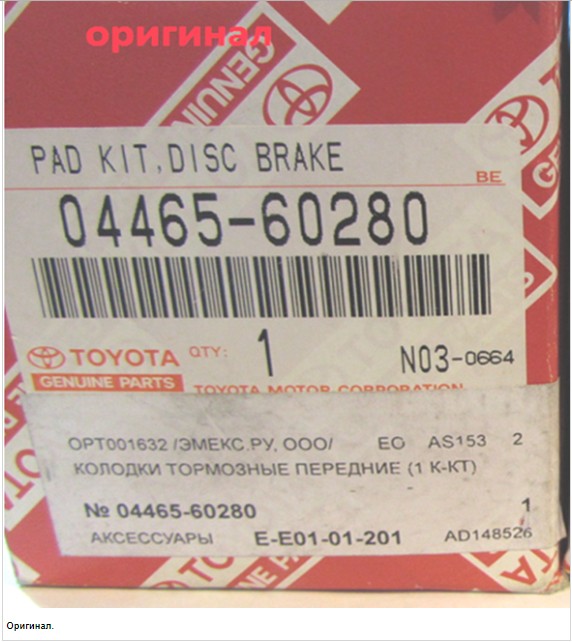 оригинал
GENUINE
PAD KIT,DISC BRAKE
BE
04465-60280
TOYOTA QTY: 1 N03-0664
GENUINE PARTS TOYOTA MOTOR CORPORATION
ОРТ001632 /ЭМЕКС.РУ, ООО/ EO AS153 2
КОЛОДКИ ТОРМОЗНЫЕ ПЕРЕДНИЕ (1 К-КТ)
№ 04465-60280 1
АКСЕССУАРЫ E-E01-01-201 AD148526
Оригинал.